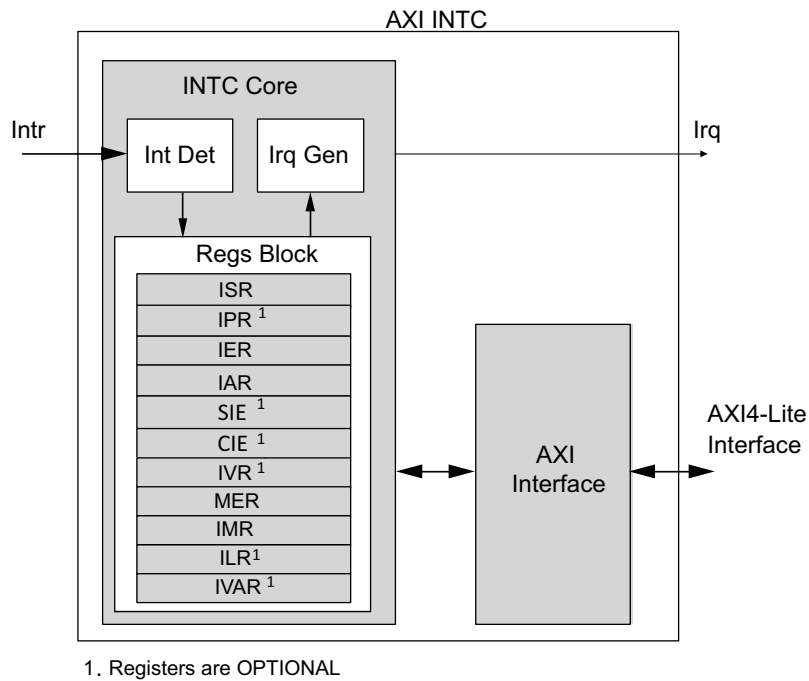 AXI INTC
INTC Core
Intr
Int Det
Irq Gen
Irq
Regs Block
ISR
IPR 1
IER
IAR
SIE 1
CIE 1
IVR 1
MER
IMR
ILR1
IVAR 1
AXI
Interface
AXI4-Lite
Interface
1. Registers are OPTIONAL